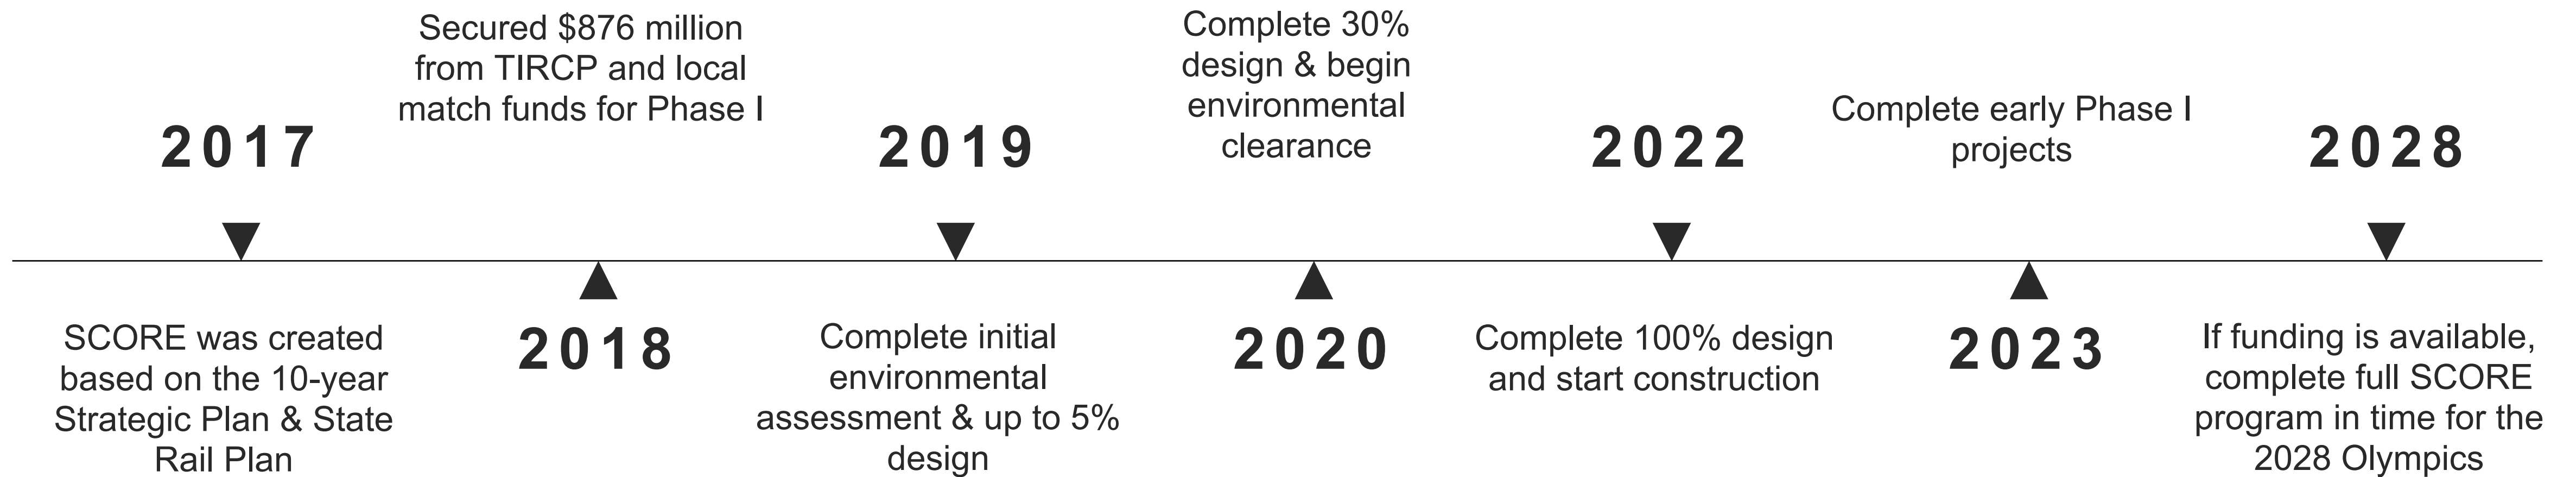 2017
SCORE was created
based on the 10-year
Strategic Plan & State
Rail Plan
Secured $876 million
from TIRCP and local
match funds for Phase I
2018
2019
Complete initial
environmental
assessment & up to 5%
design
Complete 30%
design & begin
environmental
clearance
2020
2022
Complete 100% design
and start construction
Complete early Phase I
projects
2023
2028
If funding is available,
complete full SCORE
program in time for the
2028 Olympics